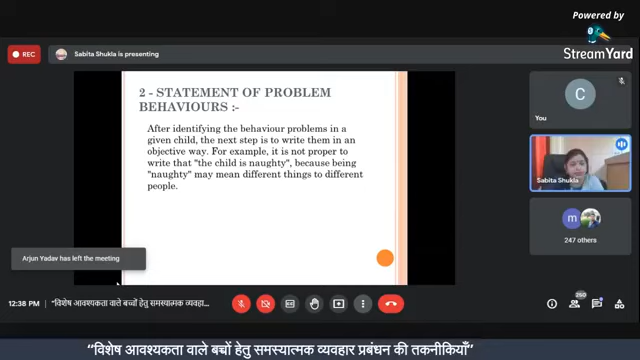 Powered by
StreamYard
REC
Sabita Shukla is presenting
2 - STATEMENT OF PROBLEM
BEHAVIOURS :-
After identifying the behaviour problems in a
given child, the next step is to write them in an
objective way. For example, it is not proper to
write that "the child is naughty", because being
"naughty" may mean different things to different
people.
C
You
Sabita Shukla
m
247 others
Arjun Yadav has left the meeting
12:38 PM
"विशेष आवश्यकता वाले बच्चों हेतु समस्यात्मक व्यवहा...
250
“विशेष आवश्यकता वाले बच्चों हेतु समस्यात्मक व्यवहार प्रबंधन की तकनीकियाँ”